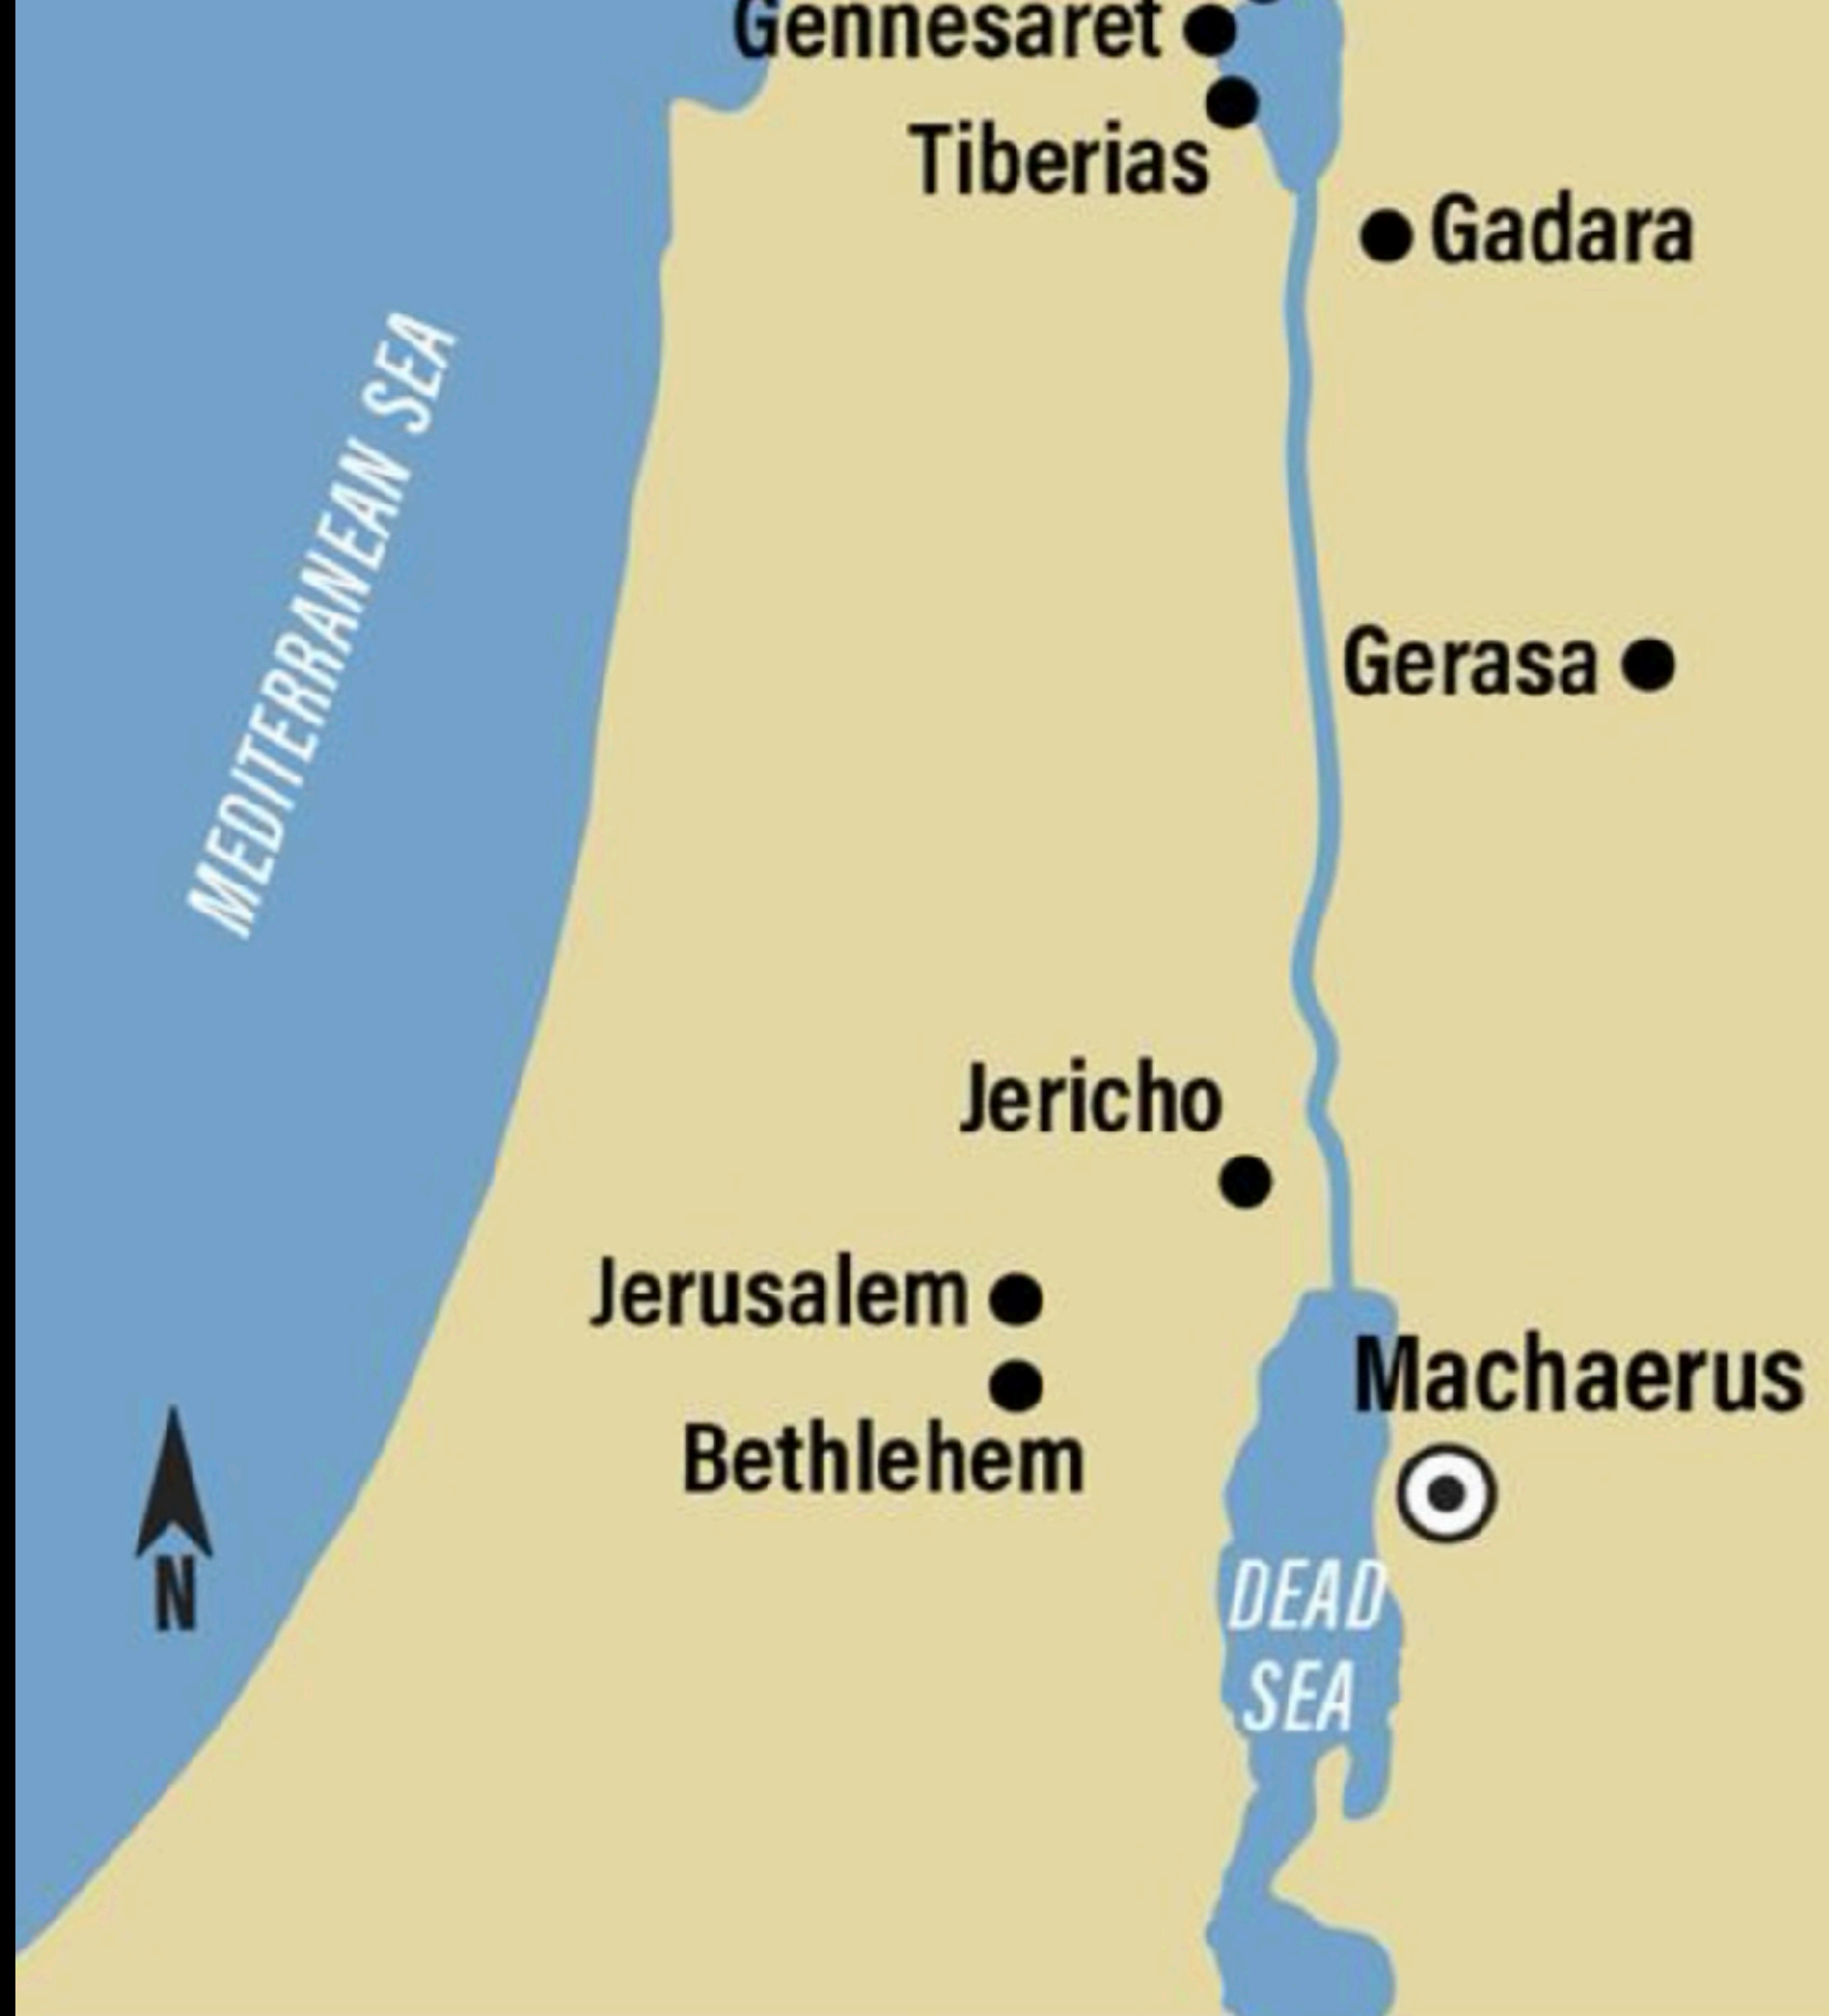 Gennesaret
Tiberias
Gadara
MEDITERRANEAN SEA
Gerasa
Jericho
Jerusalem
Machaerus
Bethlehem
N
DEAD
SEA